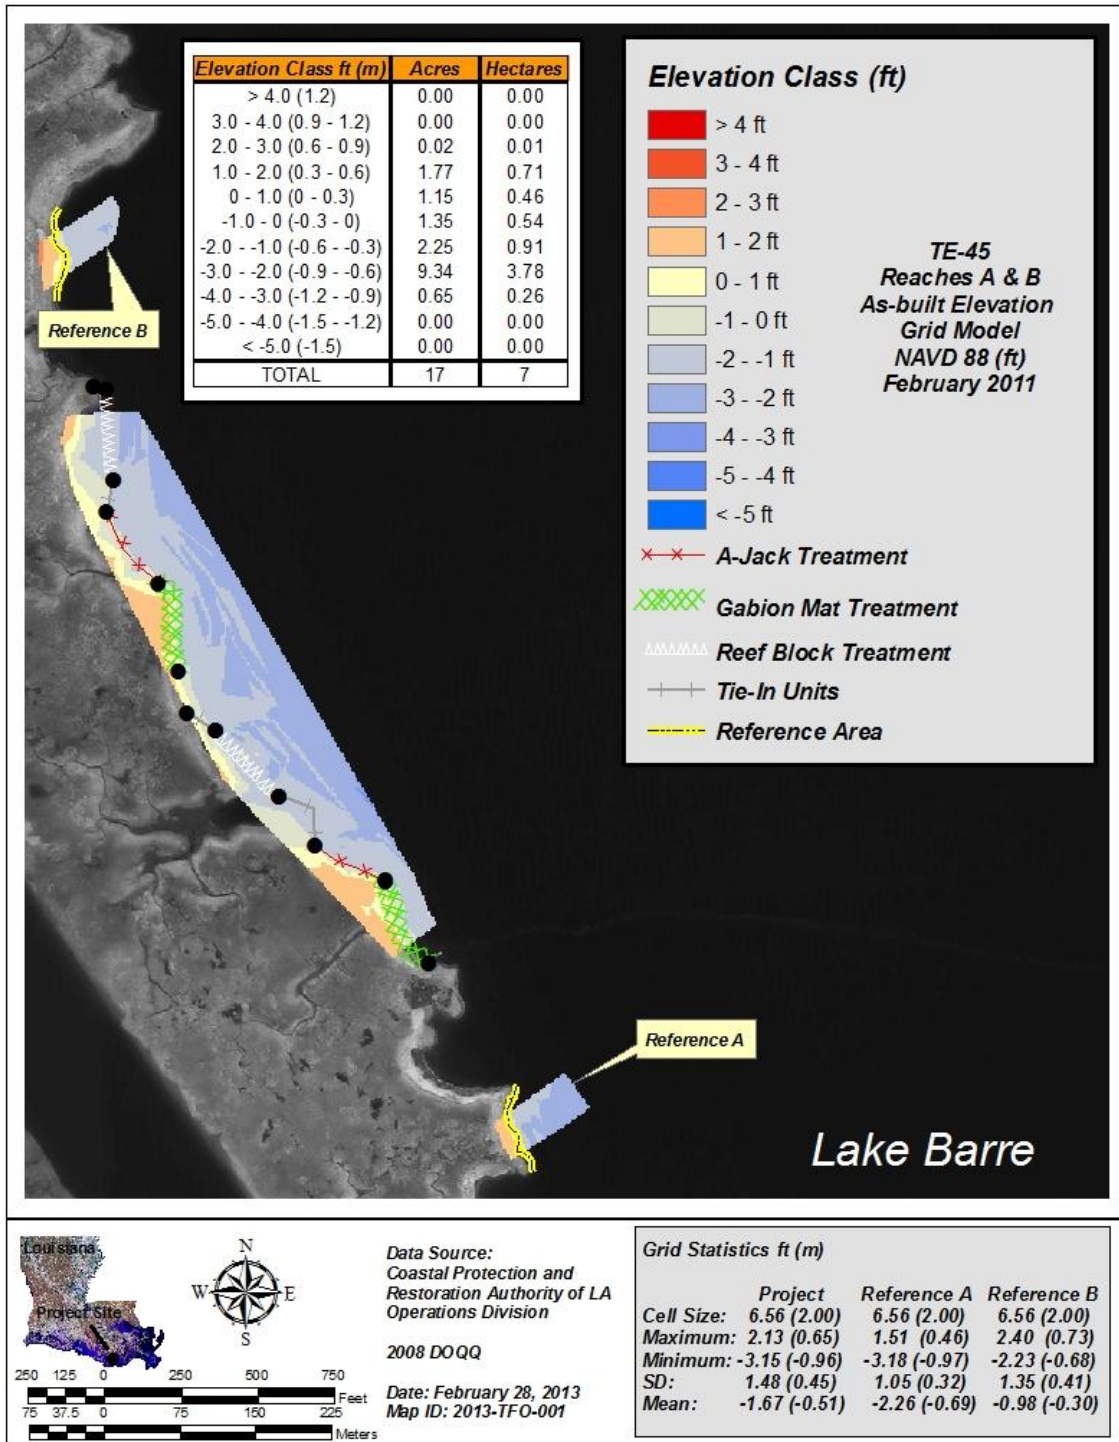 Elevation Class ft (m) Acres Hectares
> 4.0 (1.2) 0.00 0.00
3.0 - 4.0 (0.9 - 1.2) 0.00 0.00
2.0 - 3.0 (0.6 - 0.9) 0.02 0.01
1.0 - 2.0 (0.3 - 0.6) 1.77 0.71
0 - 1.0 (0 - 0.3) 1.15 0.46
-1.0 - 0 (-0.3 - 0) 1.35 0.54
-2.0 - -1.0 (-0.6 - -0.3) 2.25 0.91
-3.0 - -2.0 (-0.9 - -0.6) 9.34 3.78
-4.0 - -3.0 (-1.2 - -0.9) 0.65 0.26
-5.0 - -4.0 (-1.5 - -1.2) 0.00 0.00
< -5.0 (-1.5) 0.00 0.00
TOTAL 17 7
Elevation Class (ft)
> 4 ft
3 - 4 ft
2 - 3 ft
1 - 2 ft
0 - 1 ft
-1 - 0 ft
-2 - -1 ft
-3 - -2 ft
-4 - -3 ft
-5 - -4 ft
< -5 ft
A-Jack Treatment
Gabion Mat Treatment
Reef Block Treatment
Tie-In Units
Reference Area
TE-45
Reaches A & B
As-built Elevation
Grid Model
NAVD 88 (ft)
February 2011
Reference B
Reference A
Lake Barre
Louisiana
Project Site
N
W E
S
250 125 0 250 500 750
Feet
75 37.5 0 75 150 225
Meters
Data Source:
Coastal Protection and
Restoration Authority of LA
Operations Division
2008 DOQQ
Date: February 28, 2013
Map ID: 2013-TFO-001
Grid Statistics ft (m)
Project Reference A Reference B
Cell Size: 6.56 (2.00) 6.56 (2.00) 6.56 (2.00)
Maximum: 2.13 (0.65) 1.51 (0.46) 2.40 (0.73)
Minimum: -3.15 (-0.96) -3.18 (-0.97) -2.23 (-0.68)
SD: 1.48 (0.45) 1.05 (0.32) 1.35 (0.41)
Mean: -1.67 (-0.51) -2.26 (-0.69) -0.98 (-0.30)